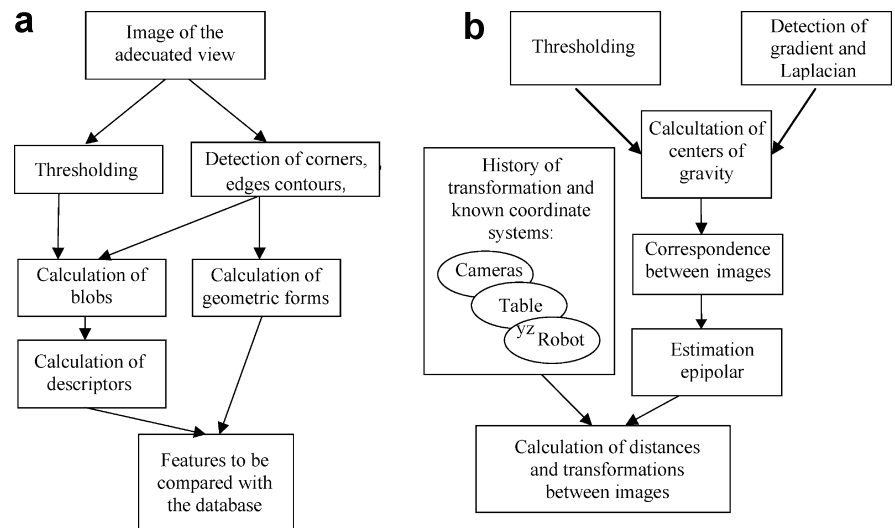 a
Image of the
adecuated view
Thresholding
Detection of corners,
edges contours,
Calculation of
blobs
Calculation of
geometric forms
Calculation of
descriptors
Features to be
compared with
the database
b
Thresholding
Detection of
gradient and
Laplacian
Calcultation of
centers of
gravity
History of
transformation and
known coordinate
systems:
Cameras
Table
yz
Robot
Correspondence
between images
Estimation
epipolar
Calculation of distances
and transformations
between images